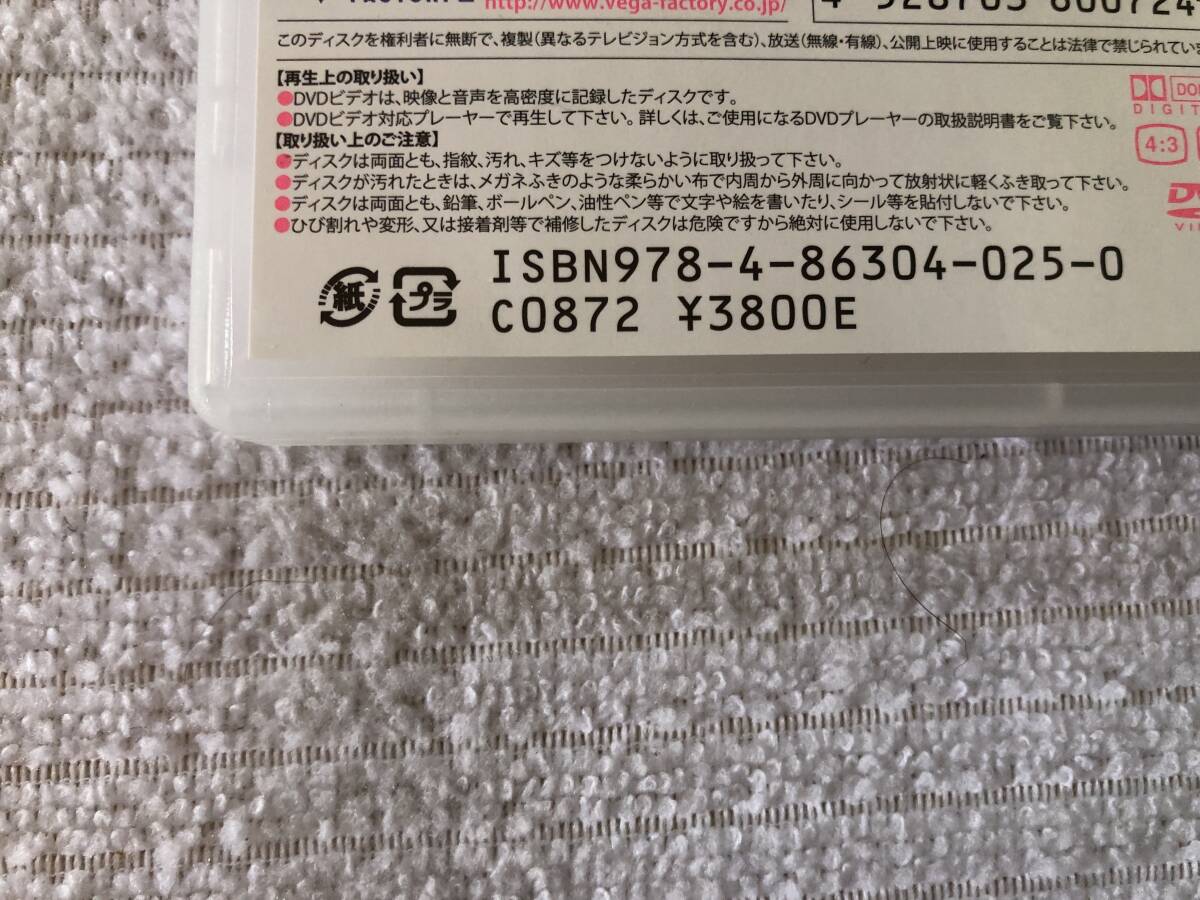 http://www.vega-factory.co.jp/
4 928703 800724
このディスクを権利者に無断で、複製(異なるテレビジョン方式を含む)、放送(無線・有線)、公開上映に使用することは法律で禁じられてい
【再生上の取り扱い】
●DVDビデオは、映像と音声を高密度に記録したディスクです。
●DVDビデオ対応プレーヤーで再生して下さい。詳しくは、ご使用になるDVDプレーヤーの取扱説明書をご覧下さい。
【取り扱い上のご注意】
●ディスクは両面とも、指紋、汚れ、キズ等をつけないように取り扱って下さい。
●ディスクが汚れたときは、メガネふきのような柔らかい布で内周から外周に向かって放射状に軽くふき取って下さい。
●ディスクは両面とも、鉛筆、ボールペン、油性ペン等で文字や絵を書いたり、シール等を貼付しないで下さい。
●ひび割れや変形、又は接着剤等で補修したディスクは危険ですから絶対に使用しないで下さい。
4:3
紙
プラ
ISBN978-4-86304-025-0
C0872 ¥3800E